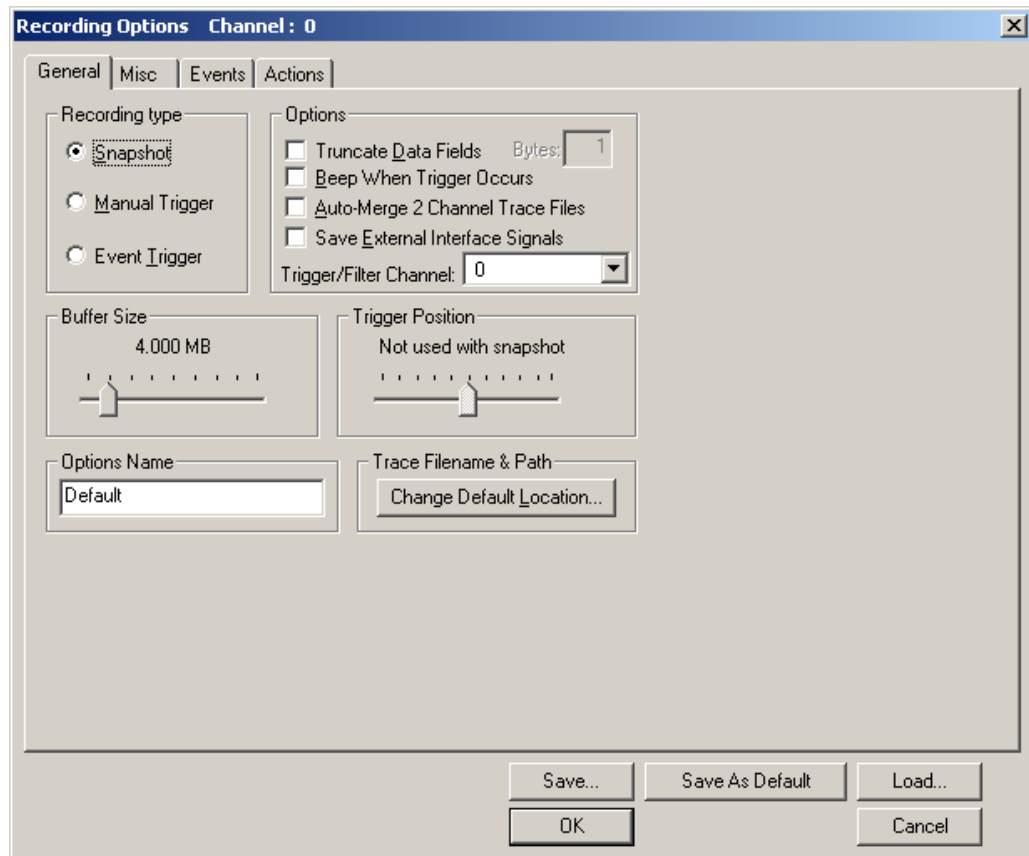 Recording Options Channel: 0
General Misc Events Actions
Recording type
Snapshot
Manual Trigger
Event Trigger
Options
Truncate Data Fields Bytes: 1
Beep When Trigger Occurs
Auto-Merge 2 Channel Trace Files
Save External Interface Signals
Trigger/Filter Channel: 0
Buffer Size
4.000 MB
Trigger Position
Not used with snapshot
Options Name
Default
Trace Filename & Path
Change Default Location...
Save... Save As Default Load...
OK Cancel